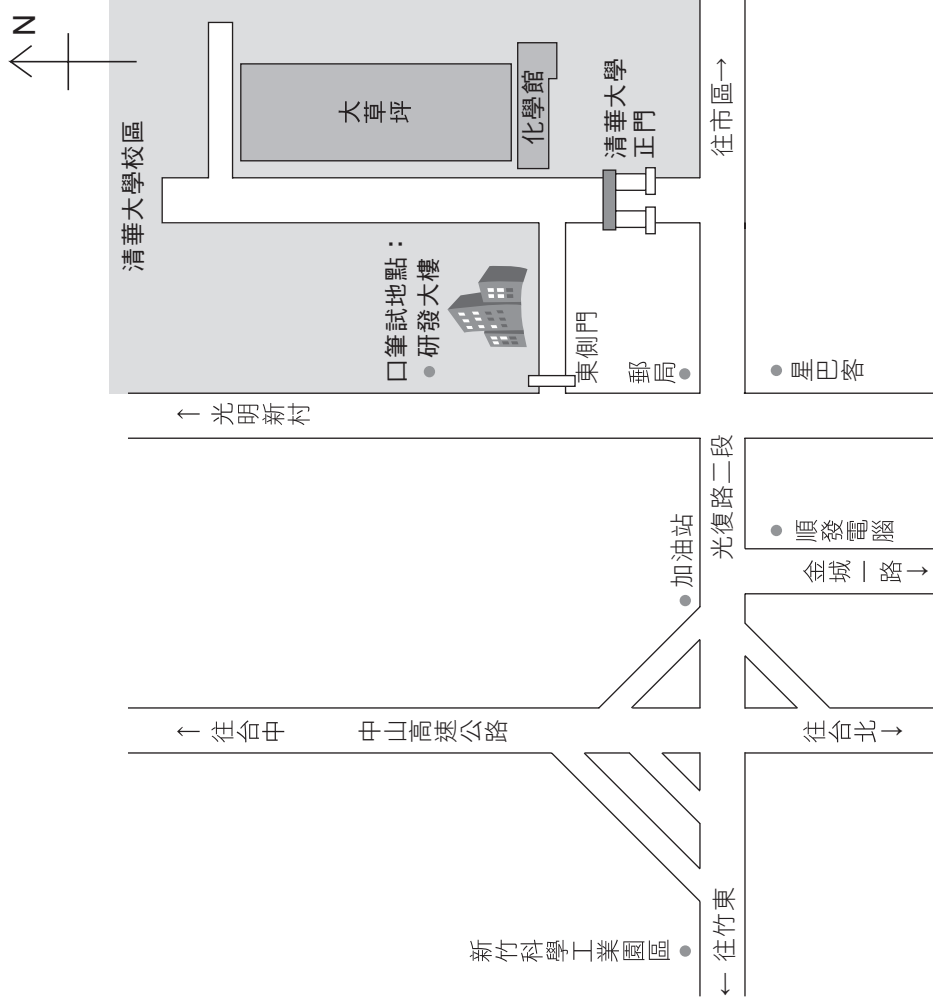 N
清華大學校區
大草坪
化學館
清華大學
正門
往市區→
口筆試地點：
研發大樓
東側門
郵局
星巴客
↑光明新村
光復路二段
加油站
順發電腦
金城一路↓
↑往台中
中山高速公路
往台北↓
新竹科學工業園區
←往竹東